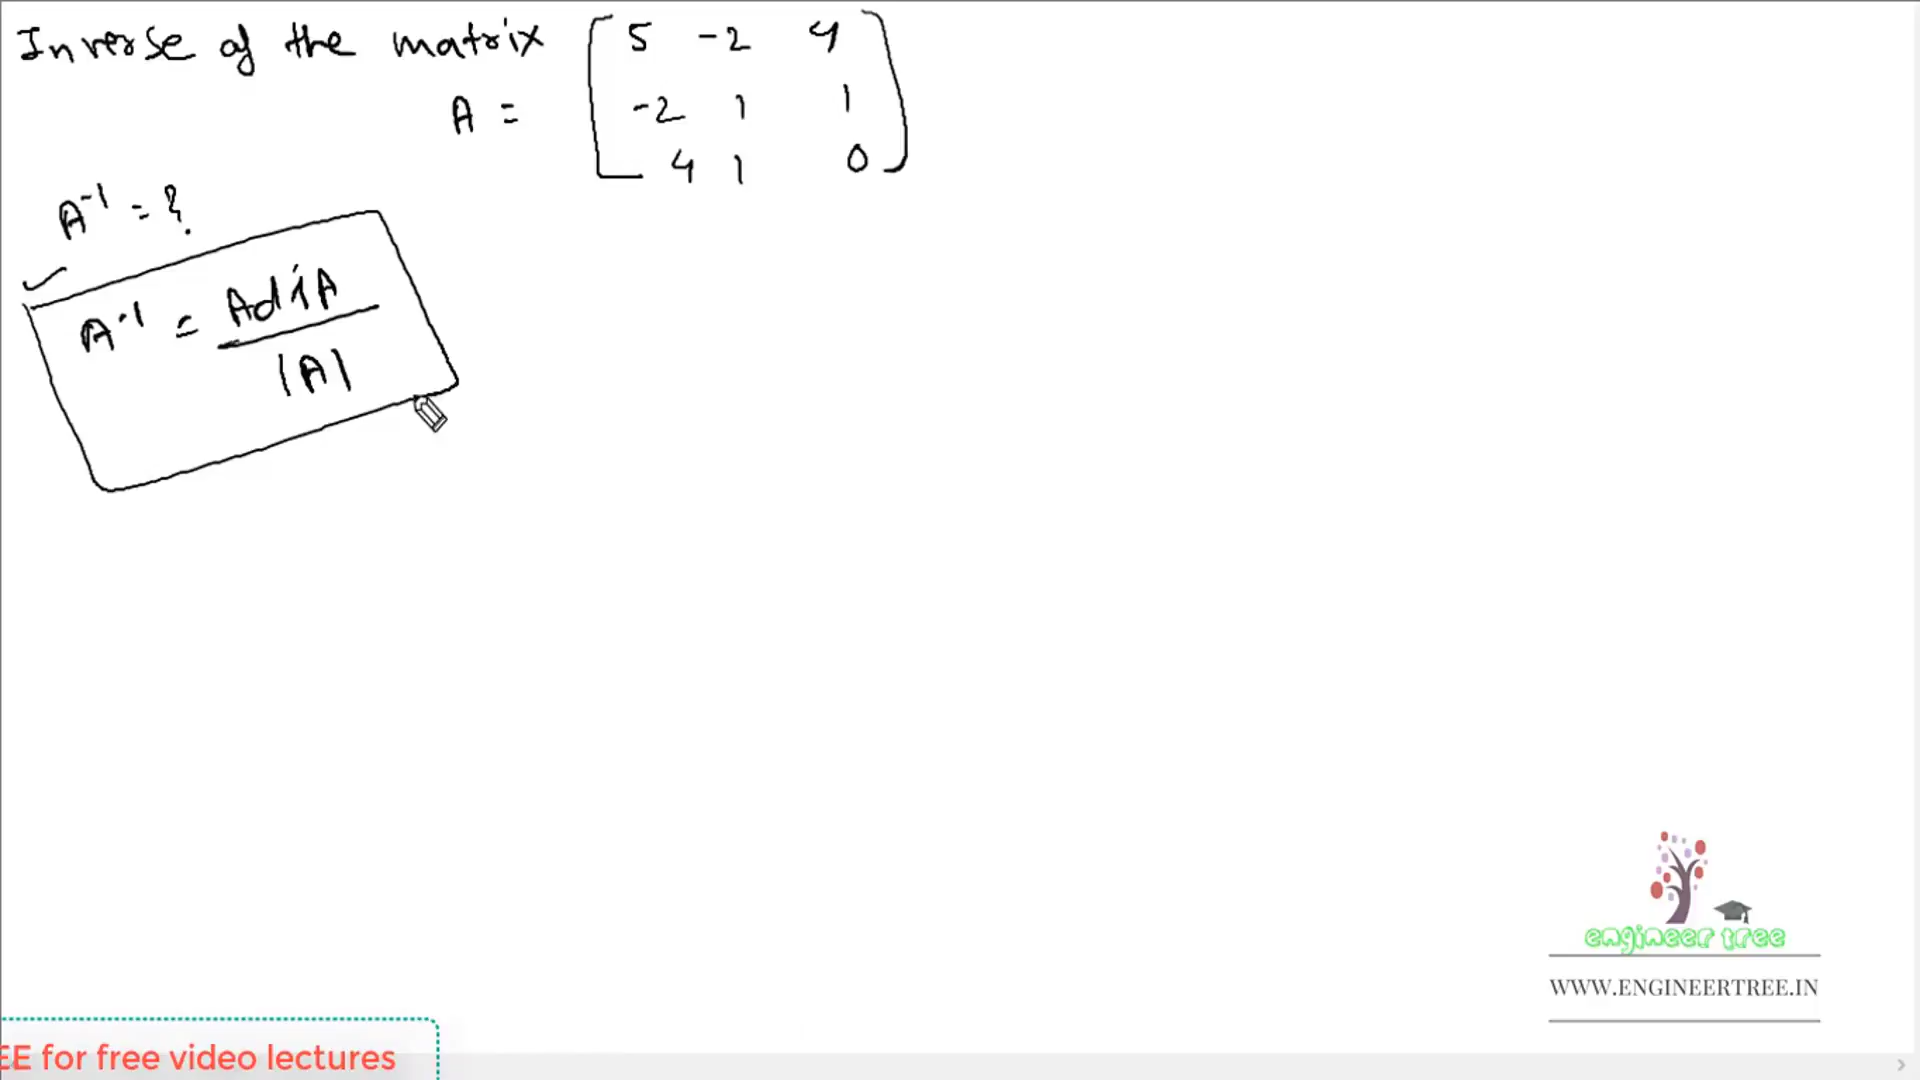 Inverse of the matrix
A = [ 5 -2 4
-2 1 1
4 1 0 ]
A⁻¹ = ?
A⁻¹ = AdjA
|A|
engineer tree
WWW.ENGINEERTREE.IN
EE for free video lectures